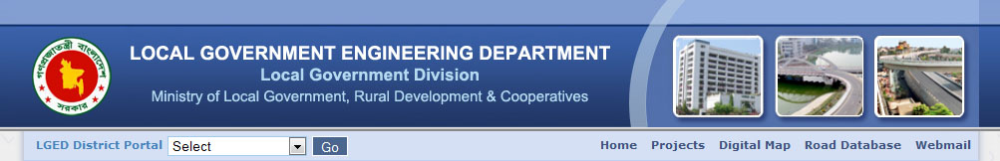 গণপ্রজাতন্ত্রী বাংলাদেশ
সরকার
LOCAL GOVERNMENT ENGINEERING DEPARTMENT
Local Government Division
Ministry of Local Government, Rural Development & Cooperatives
LGED District Portal Select Go Home Projects Digital Map Road Database Webmail